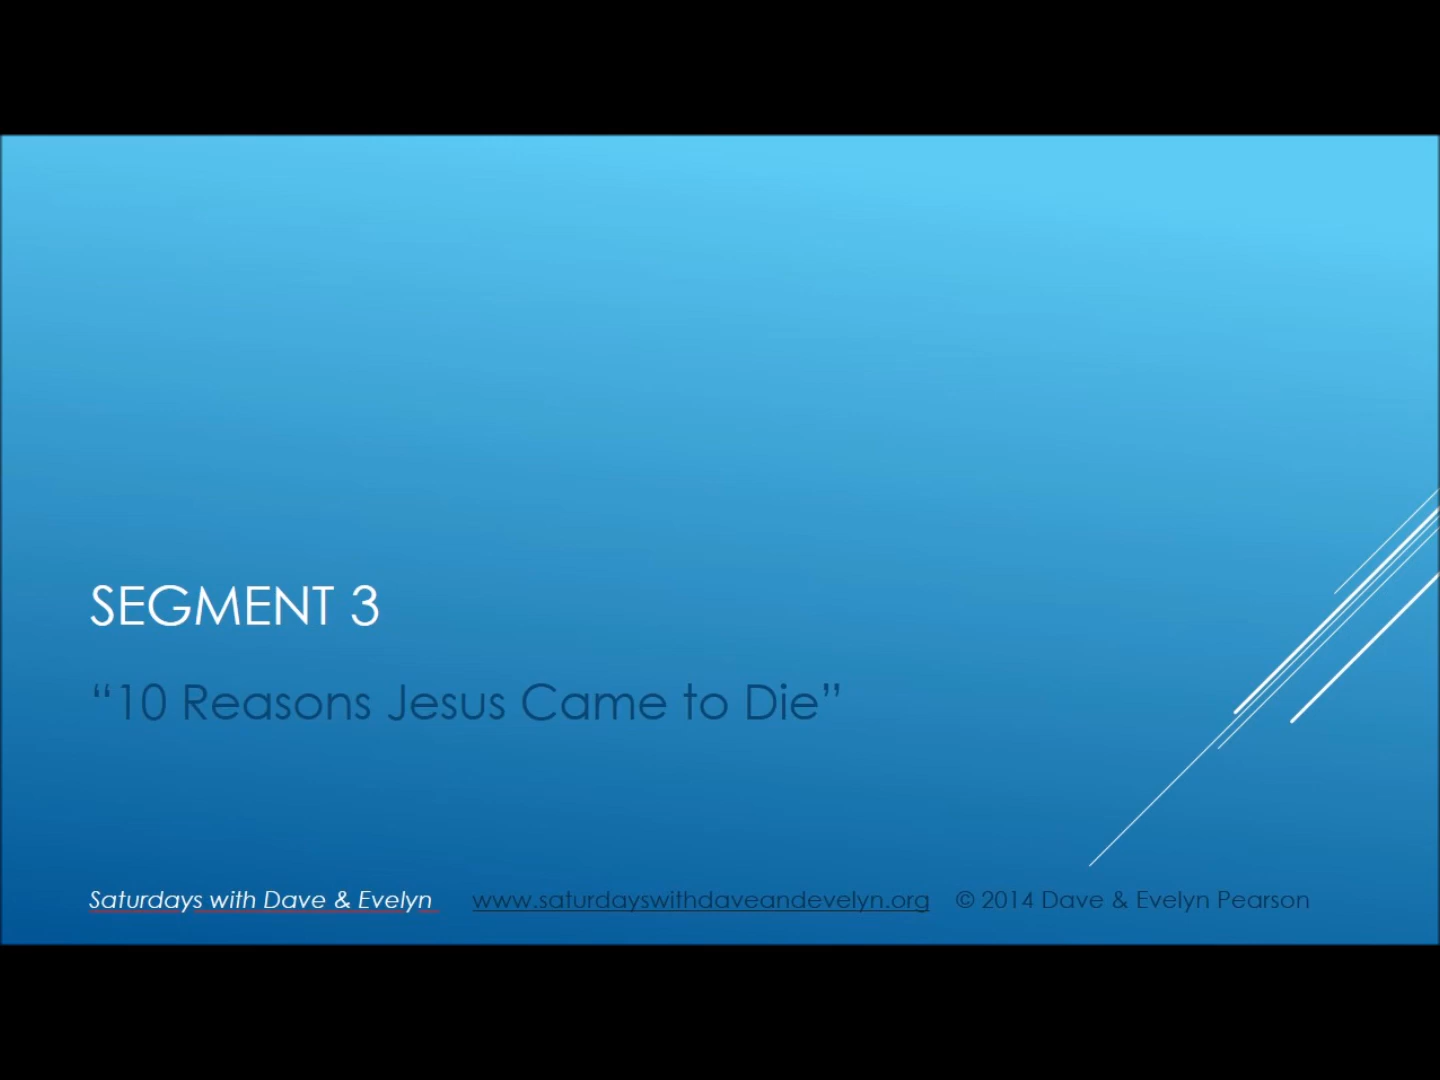 SEGMENT 3
“10 Reasons Jesus Came to Die”
Saturdays with Dave & Evelyn www.saturdayswithdaveandevelyn.org © 2014 Dave & Evelyn Pearson